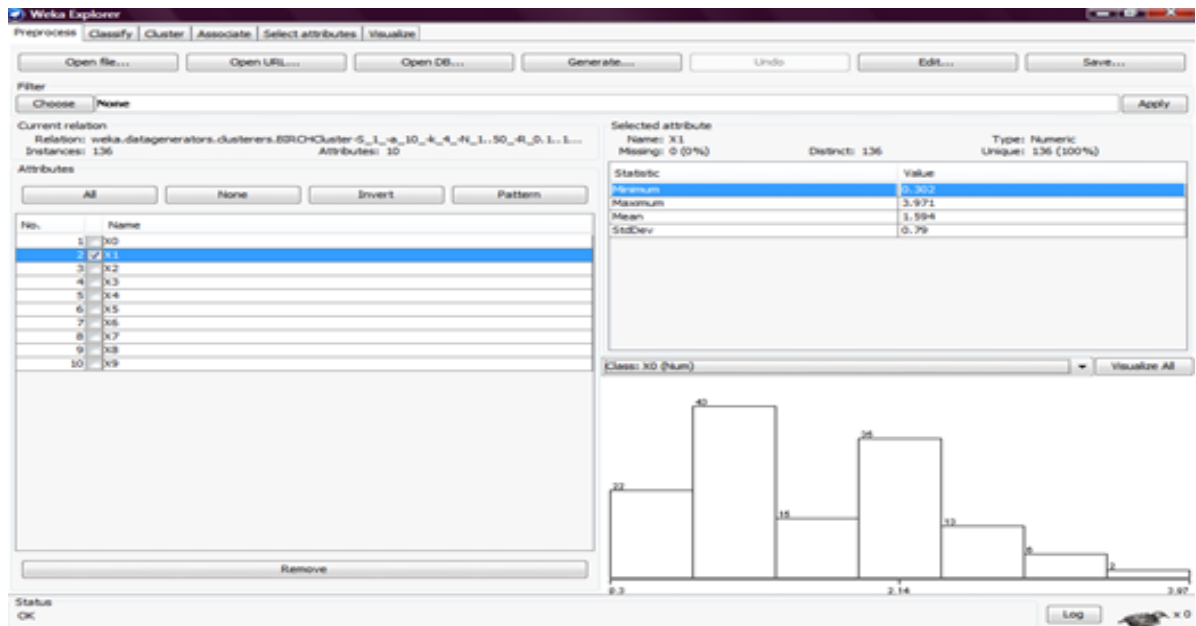 Weka Explorer
Preprocess Classify Cluster Associate Select attributes Visualize
Open file... Open URL... Open DB... Generate... Undo Edit... Save...
Filter
Choose None Apply
Current relation
Relation: weka.datagenerators.clusterers.BIRCHCluster-S_1_-a_10_-k_4_-N_1..50_-R_0.1..1...
Instances: 136 Attributes: 10
Attributes
All None Invert Pattern
No. Name
1 X0
2 X1
3 X2
4 X3
5 X4
6 X5
7 X6
8 X7
9 X8
10 X9
Remove
Selected attribute
Name: X1 Type: Numeric
Missing: 0 (0%) Distinct: 136 Unique: 136 (100%)
Statistic Value
Minimum 0.302
Maximum 3.971
Mean 1.594
StdDev 0.79
Class: X0 (Num) Visualize All
40
22
15
13
2
0.3 2.14 3.97
Status
OK
Log x 0